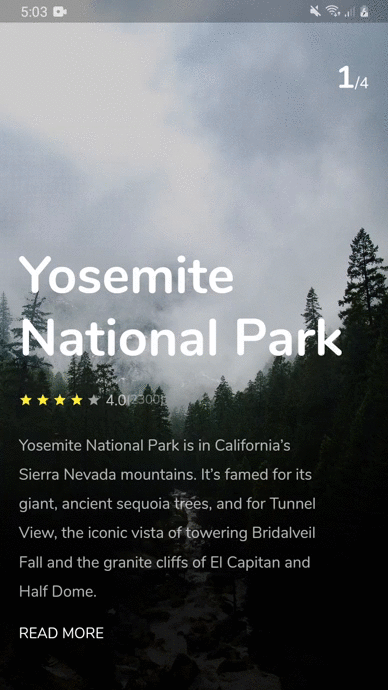 5:03
1/4
Yosemite
National Park
4.0(2300)
Yosemite National Park is in California's
Sierra Nevada mountains. It's famed for its
giant, ancient sequoia trees, and for Tunnel
View, the iconic vista of towering Bridalveil
Fall and the granite cliffs of El Capitan and
Half Dome.
READ MORE